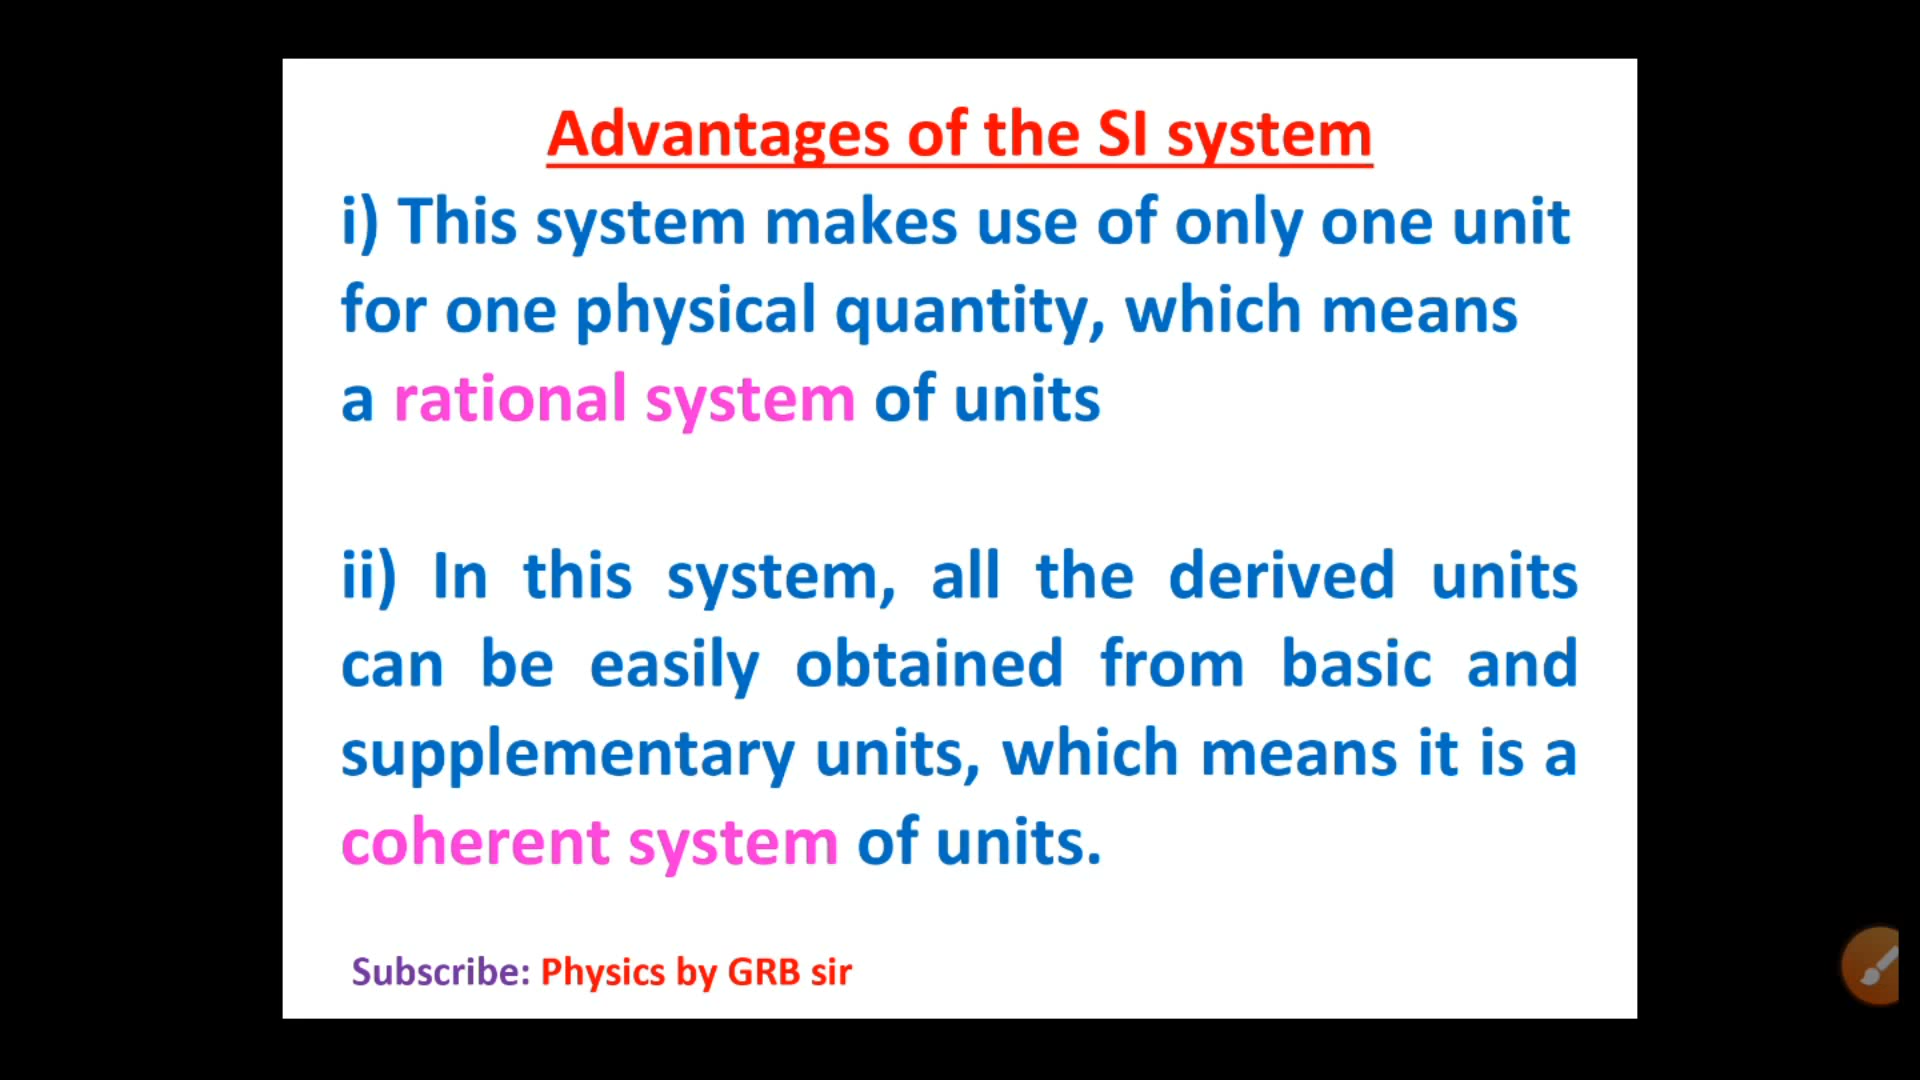 Advantages of the SI system
i) This system makes use of only one unit
for one physical quantity, which means
a rational system of units
ii) In this system, all the derived units
can be easily obtained from basic and
supplementary units, which means it is a
coherent system of units.
Subscribe: Physics by GRB sir